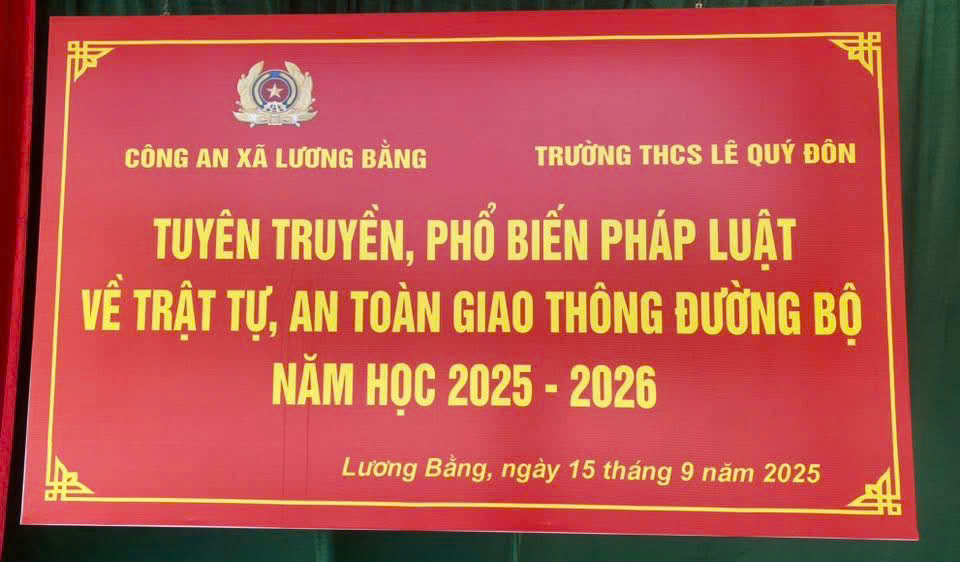 CÔNG AN XÃ LƯƠNG BẰNG
TRƯỜNG THCS LÊ QUÝ ĐÔN
TUYÊN TRUYỀN, PHỔ BIẾN PHÁP LUẬT
VỀ TRẬT TỰ, AN TOÀN GIAO THÔNG ĐƯỜNG BỘ
NĂM HỌC 2025 - 2026
Lương Bằng, ngày 15 tháng 9 năm 2025